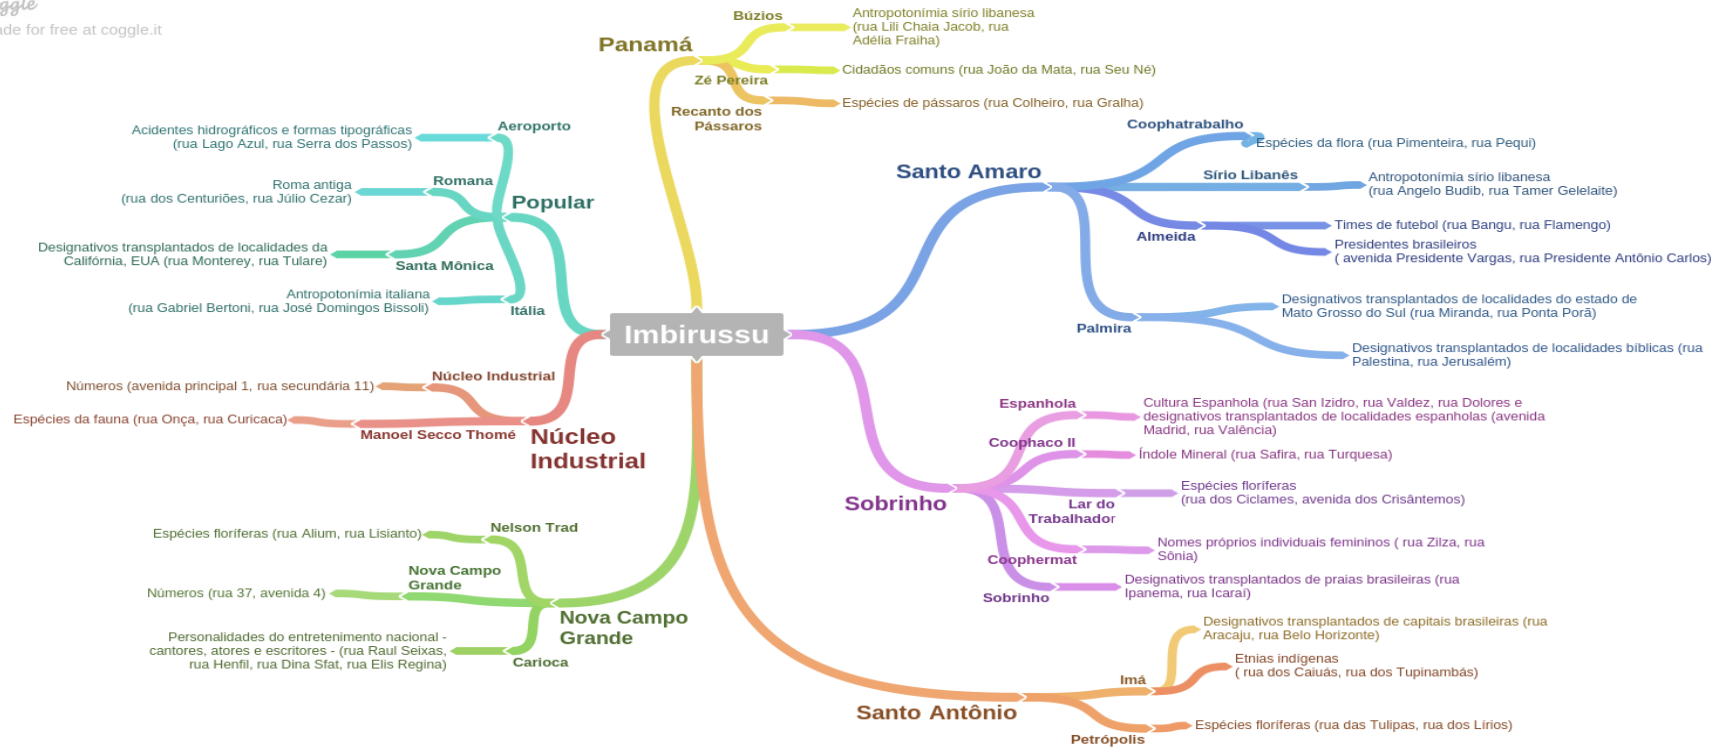 oggle
ade for free at coggle.it
Imbirussu
Panamá
Búzios
Antropotonímia sírio libanesa
(rua Lili Chaia Jacob, rua
Adélia Fraiha)
Zé Pereira
Cidadãos comuns (rua João da Mata, rua Seu Né)
Recanto dos
Pássaros
Espécies de pássaros (rua Colheiro, rua Gralha)
Popular
Aeroporto
Acidentes hidrográficos e formas tipográficas
(rua Lago Azul, rua Serra dos Passos)
Romana
Roma antiga
(rua dos Centuriões, rua Júlio Cezar)
Santa Mônica
Designativos transplantados de localidades da
Califórnia, EUA (rua Monterey, rua Tulare)
Itália
Antropotonímia italiana
(rua Gabriel Bertoni, rua José Domingos Bissoli)
Núcleo
Industrial
Núcleo Industrial
Números (avenida principal 1, rua secundária 11)
Manoel Secco Thomé
Espécies da fauna (rua Onça, rua Curicaca)
Nova Campo
Grande
Nelson Trad
Espécies floríferas (rua Alium, rua Lisianto)
Nova Campo
Grande
Números (rua 37, avenida 4)
Carioca
Personalidades do entretenimento nacional -
cantores, atores e escritores - (rua Raul Seixas,
rua Henfil, rua Dina Sfat, rua Elis Regina)
Santo Amaro
Coophatrabalho
Espécies da flora (rua Pimenteira, rua Pequi)
Sírio Libanês
Antropotonímia sírio libanesa
(rua Angelo Budib, rua Tamer Gelelaite)
Almeida
Times de futebol (rua Bangu, rua Flamengo)
Presidentes brasileiros
( avenida Presidente Vargas, rua Presidente Antônio Carlos)
Palmira
Designativos transplantados de localidades do estado de
Mato Grosso do Sul (rua Miranda, rua Ponta Porã)
Designativos transplantados de localidades bíblicas (rua
Palestina, rua Jerusalém)
Sobrinho
Espanhola
Cultura Espanhola (rua San Izidro, rua Valdez, rua Dolores e
designativos transplantados de localidades espanholas (avenida
Madrid, rua Valência)
Coophaco II
Índole Mineral (rua Safira, rua Turquesa)
Lar do
Trabalhador
Espécies floríferas
(rua dos Ciclames, avenida dos Crisântemos)
Coophermat
Nomes próprios individuais femininos ( rua Zilza, rua
Sônia)
Sobrinho
Designativos transplantados de praias brasileiras (rua
Ipanema, rua Icaraí)
Santo Antônio
Imá
Designativos transplantados de capitais brasileiras (rua
Aracaju, rua Belo Horizonte)
Etnias indígenas
( rua dos Caiuás, rua dos Tupinambás)
Petrópolis
Espécies floríferas (rua das Tulipas, rua dos Lírios)